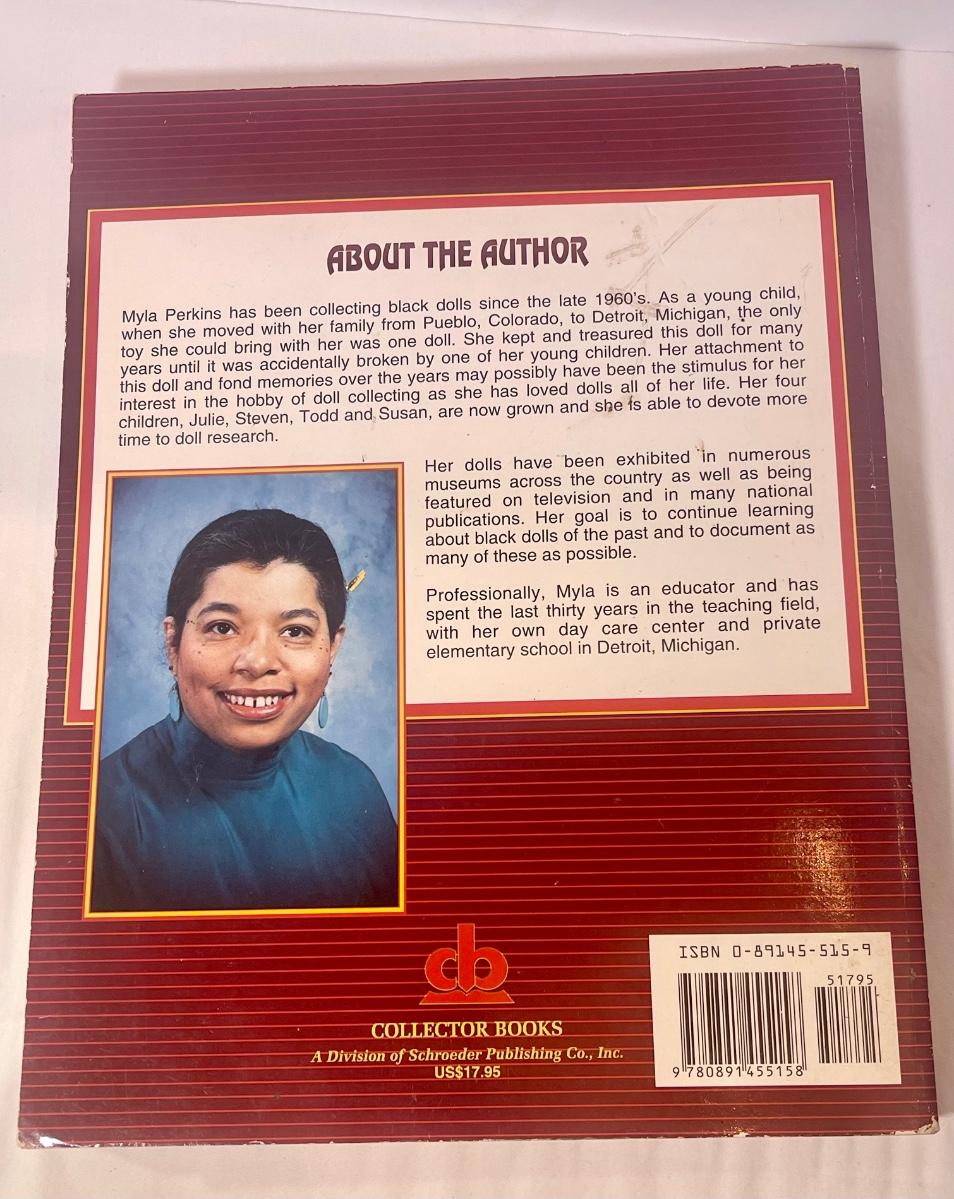 ABOUT THE AUTHOR
Myla Perkins has been collecting black dolls since the late 1960's. As a young child,
when she moved with her family from Pueblo, Colorado, to Detroit, Michigan, the only
toy she could bring with her was one doll. She kept and treasured this doll for many
years until it was accidentally broken by one of her young children. Her attachment to
this doll and fond memories over the years may possibly have been the stimulus for her
interest in the hobby of doll collecting as she has loved dolls all of her life. Her four
children, Julie, Steven, Todd and Susan, are now grown and she is able to devote more
time to doll research.
Her dolls have been exhibited in numerous
museums across the country as well as being
featured on television and in many national
publications. Her goal is to continue learning
about black dolls of the past and to document as
many of these as possible.
Professionally, Myla is an educator and has
spent the last thirty years in the teaching field,
with her own day care center and private
elementary school in Detroit, Michigan.
cb
COLLECTOR BOOKS
A Division of Schroeder Publishing Co., Inc.
US$17.95
ISBN 0-89145-515-9
51795
9 780891 455158